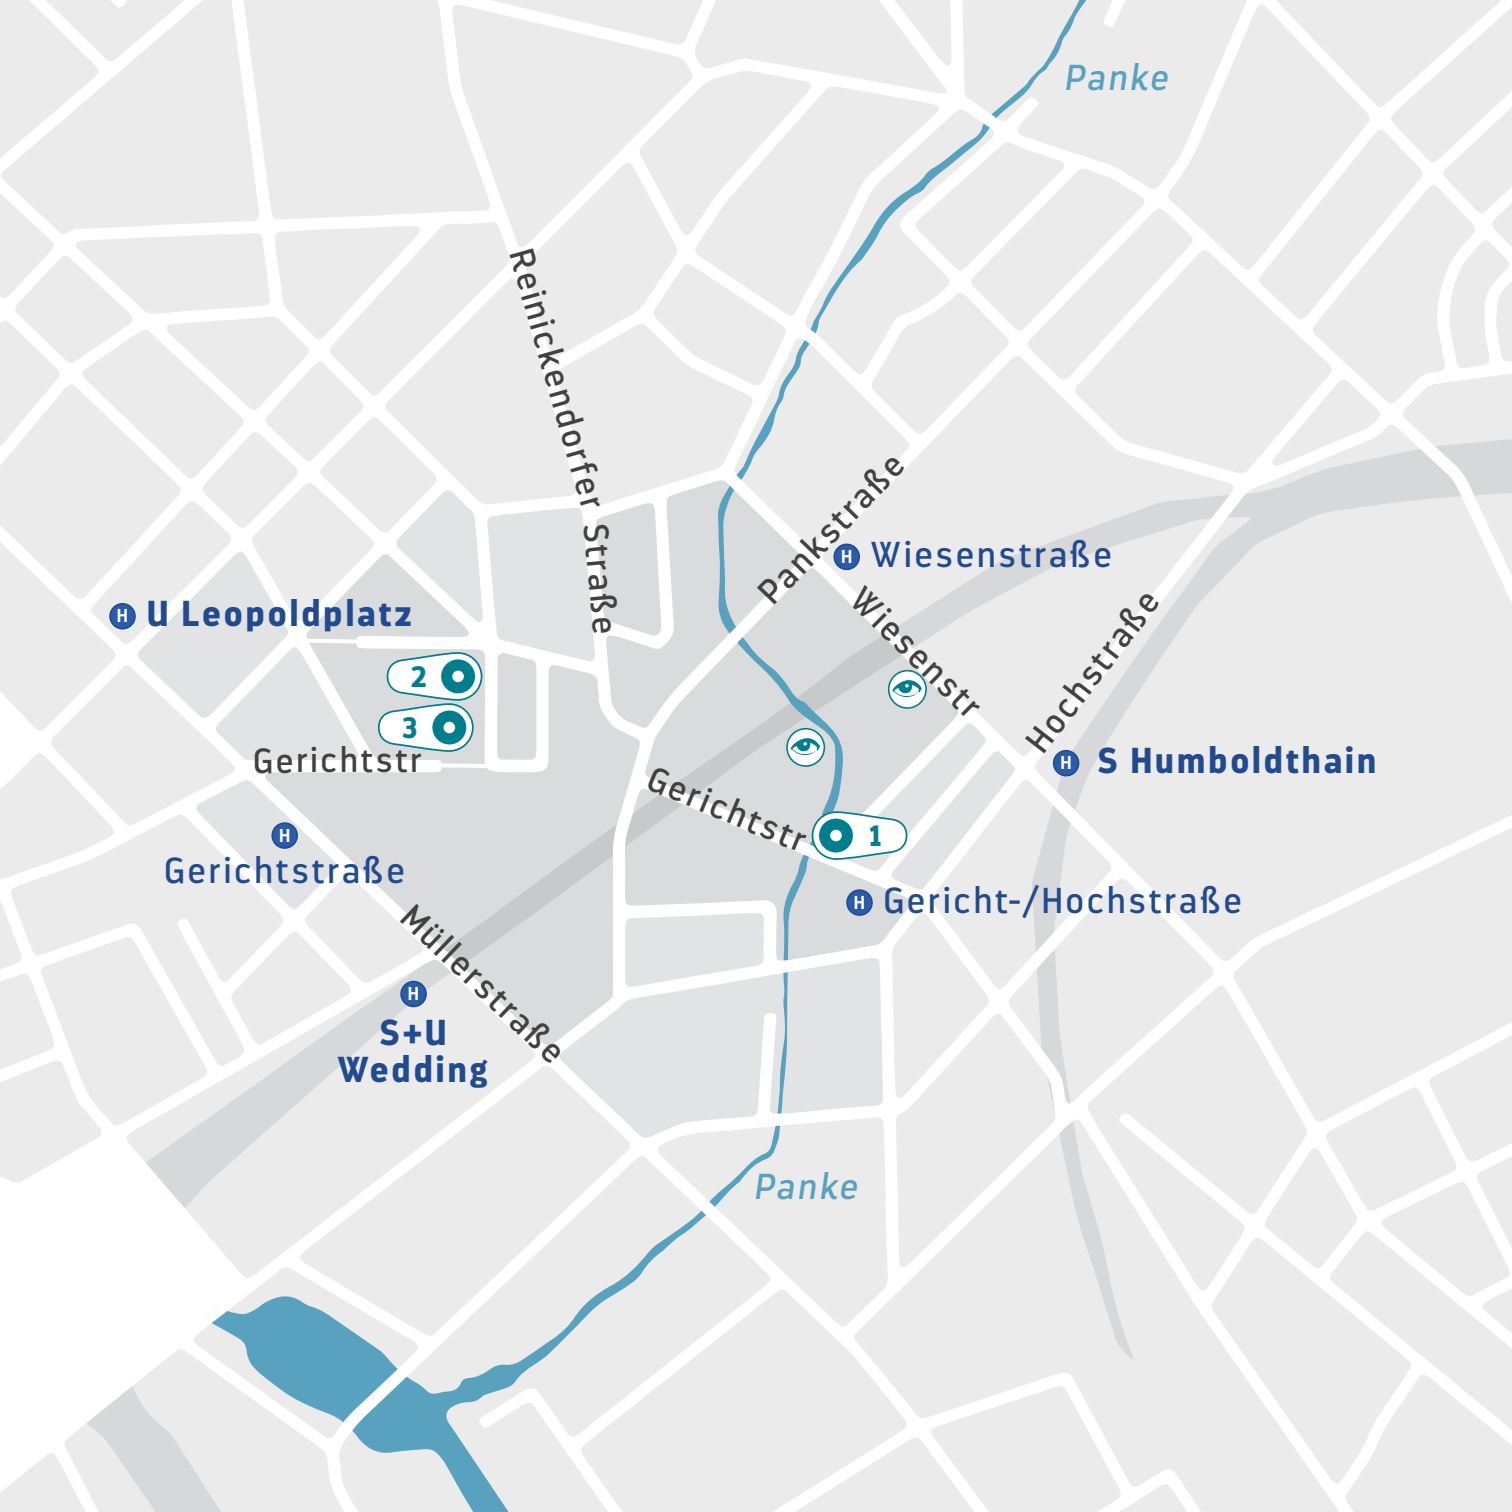 Panke
Reinickendorfer Straße
Pankstraße
H Wiesenstraße
Wiesenstr
Hochstraße
H U Leopoldplatz
2
3
Gerichtstr
H S Humboldthain
Gerichtstr
1
H
Gerichtstraße
H Gericht-/Hochstraße
Müllerstraße
H
S+U
Wedding
Panke